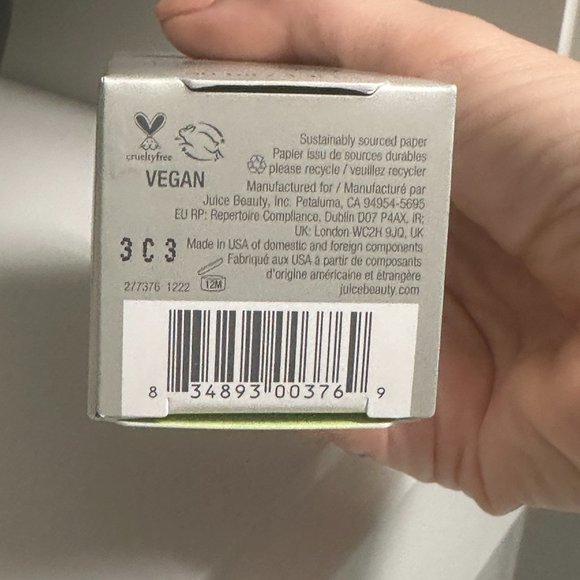 crueltyfree
VEGAN
Sustainably sourced paper
Papier issu de sources durables
please recycle / veuillez recycler
Manufactured for / Manufacturé par
Juice Beauty, Inc. Petaluma, CA 94954-5695
EU RP: Repertoire Compliance, Dublin D07 P4AX, IR;
UK: London WC2H 9JQ, UK
3C3
Made in USA of domestic and foreign components
Fabriqué aux USA à partir de composants
d'origine américaine et étrangère
277376 1222
12M
juicebeauty.com
8 34893 00376 9